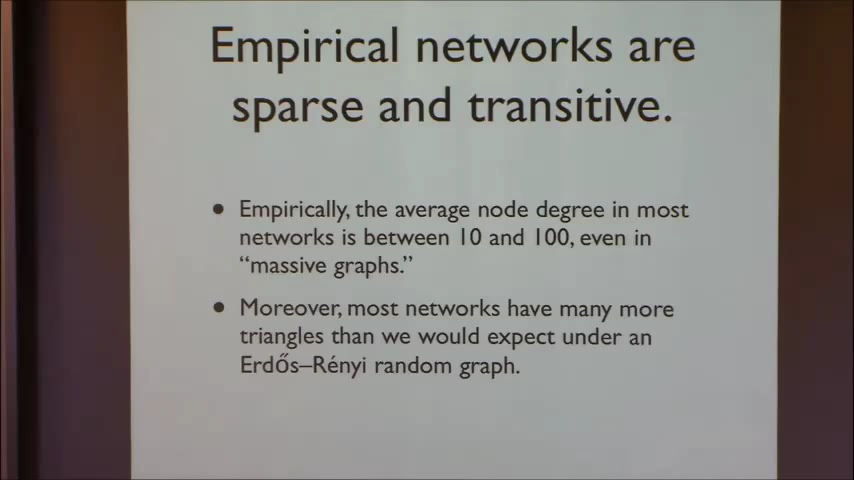 Empirical networks are
sparse and transitive.
• Empirically, the average node degree in most
networks is between 10 and 100, even in
“massive graphs.”
• Moreover, most networks have many more
triangles than we would expect under an
Erdős–Rényi random graph.